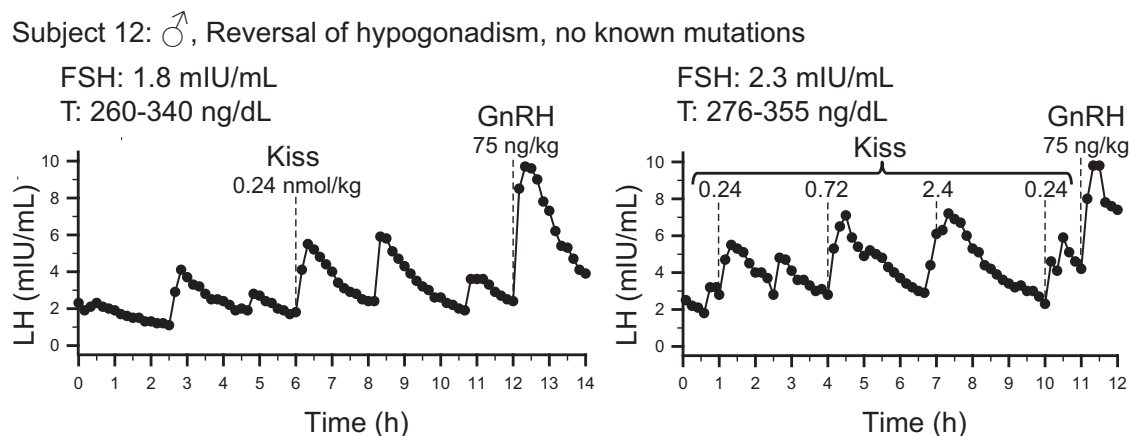 Subject 12: ♂, Reversal of hypogonadism, no known mutations
FSH: 1.8 mIU/mL
T: 260-340 ng/dL
GnRH
75 ng/kg
Kiss
0.24 nmol/kg
LH (mIU/mL)
10
8
6
4
2
0
0 1 2 3 4 5 6 7 8 9 10 11 12 13 14
Time (h)
FSH: 2.3 mIU/mL
T: 276-355 ng/dL
GnRH
75 ng/kg
Kiss
0.24 0.72 2.4 0.24
LH (mIU/mL)
10
8
6
4
2
0
0 1 2 3 4 5 6 7 8 9 10 11 12
Time (h)